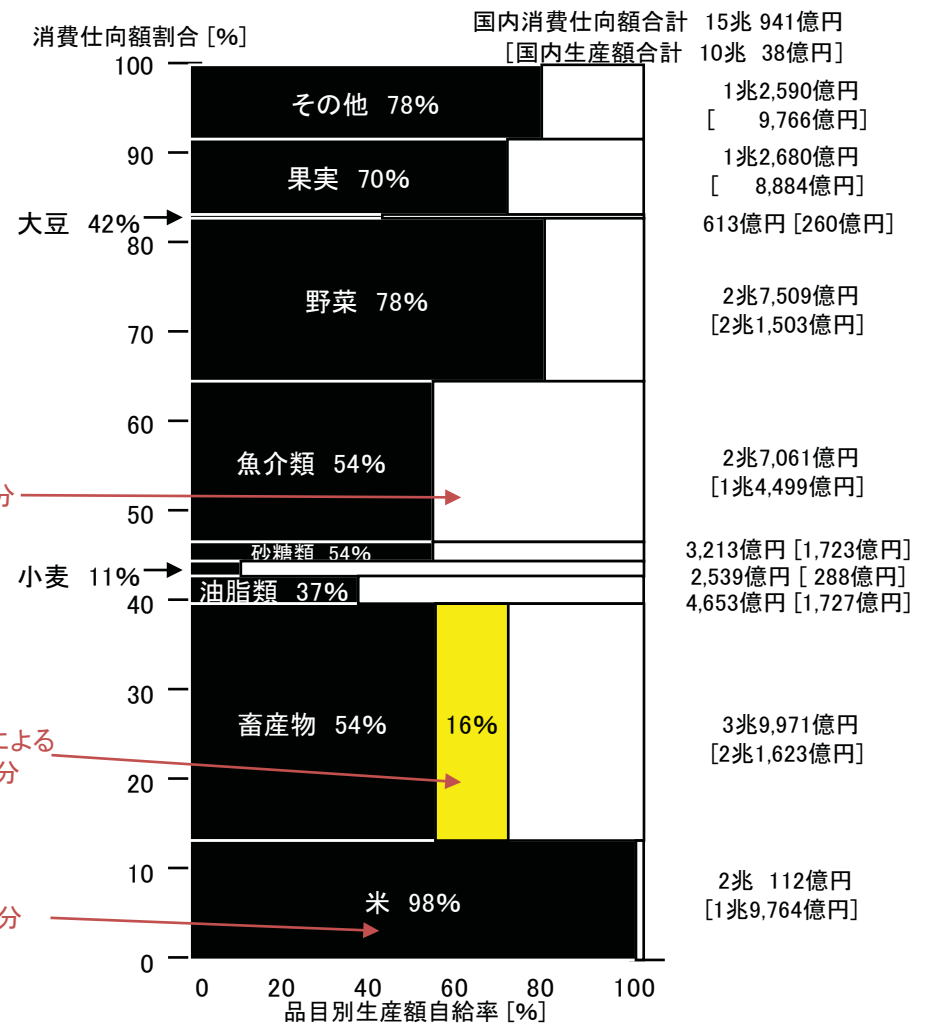 国内消費仕向額合計 15兆 941億円
[国内生産額合計 10兆 38億円]
消費仕向額割合 [%]
100
その他 78%
1兆2,590億円
[ 9,766億円]
90
果実 70%
1兆2,680億円
[ 8,884億円]
大豆 42%
613億円 [260億円]
80
野菜 78%
2兆7,509億円
[2兆1,503億円]
70
60
魚介類 54%
2兆7,061億円
[1兆4,499億円]
分
50
砂糖類 54%
3,213億円 [1,723億円]
小麦 11%
2,539億円 [ 288億円]
油脂類 37%
4,653億円 [1,727億円]
40
30
畜産物 54%
16%
3兆9,971億円
[2兆1,623億円]
による
分
20
10
米 98%
2兆 112億円
[1兆9,764億円]
分
0
0 20 40 60 80 100
品目別生産額自給率 [%]